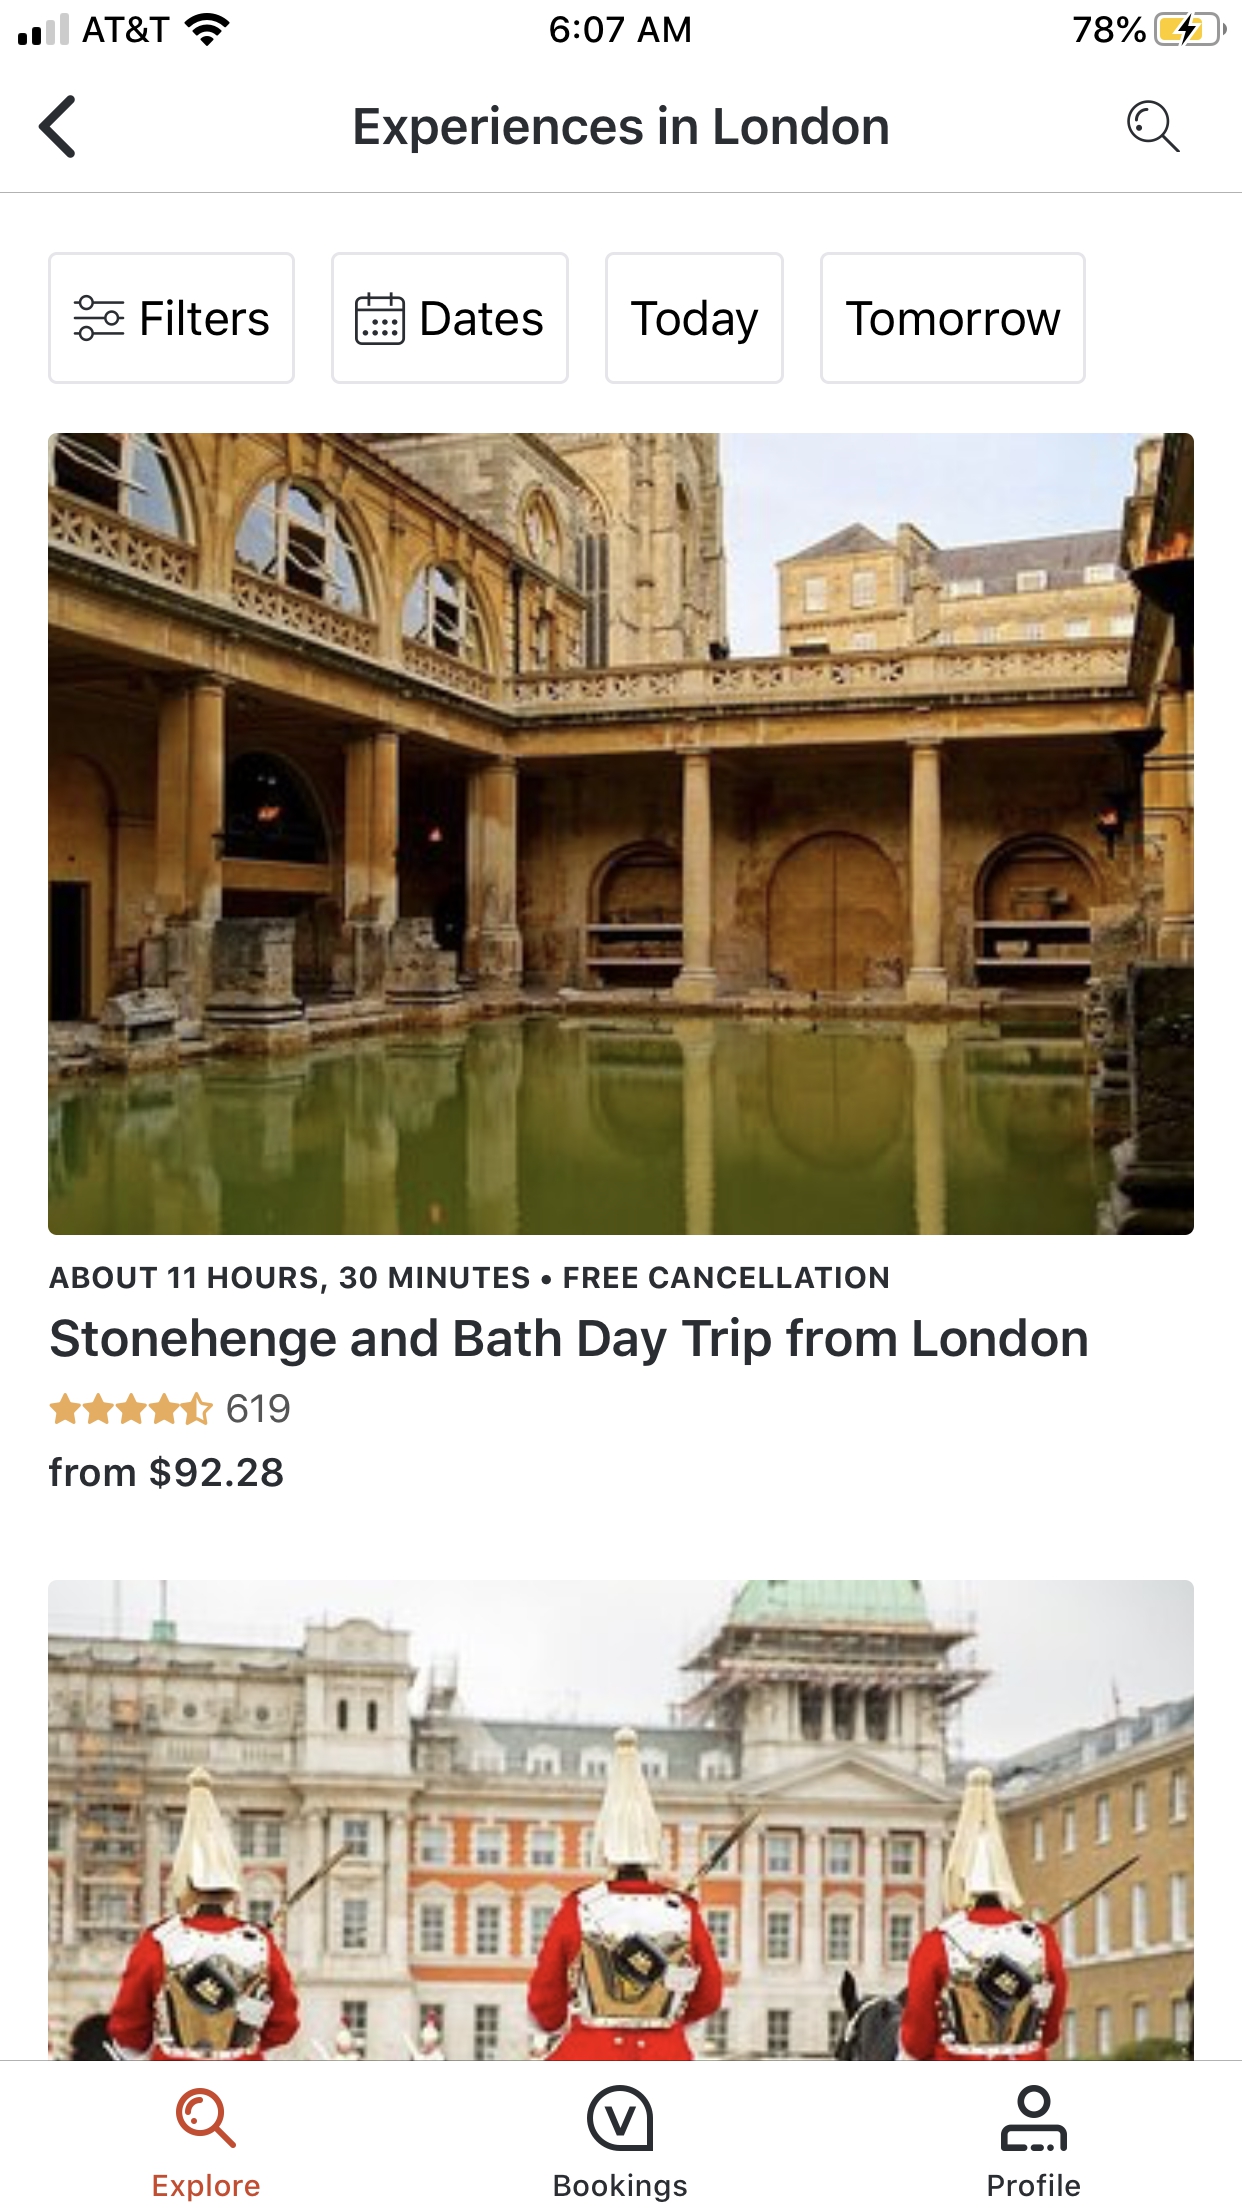 AT&T 6:07 AM 78%
Experiences in London
Filters Dates Today Tomorrow
ABOUT 11 HOURS, 30 MINUTES • FREE CANCELLATION
Stonehenge and Bath Day Trip from London
619
from $92.28
V
Explore Bookings Profile